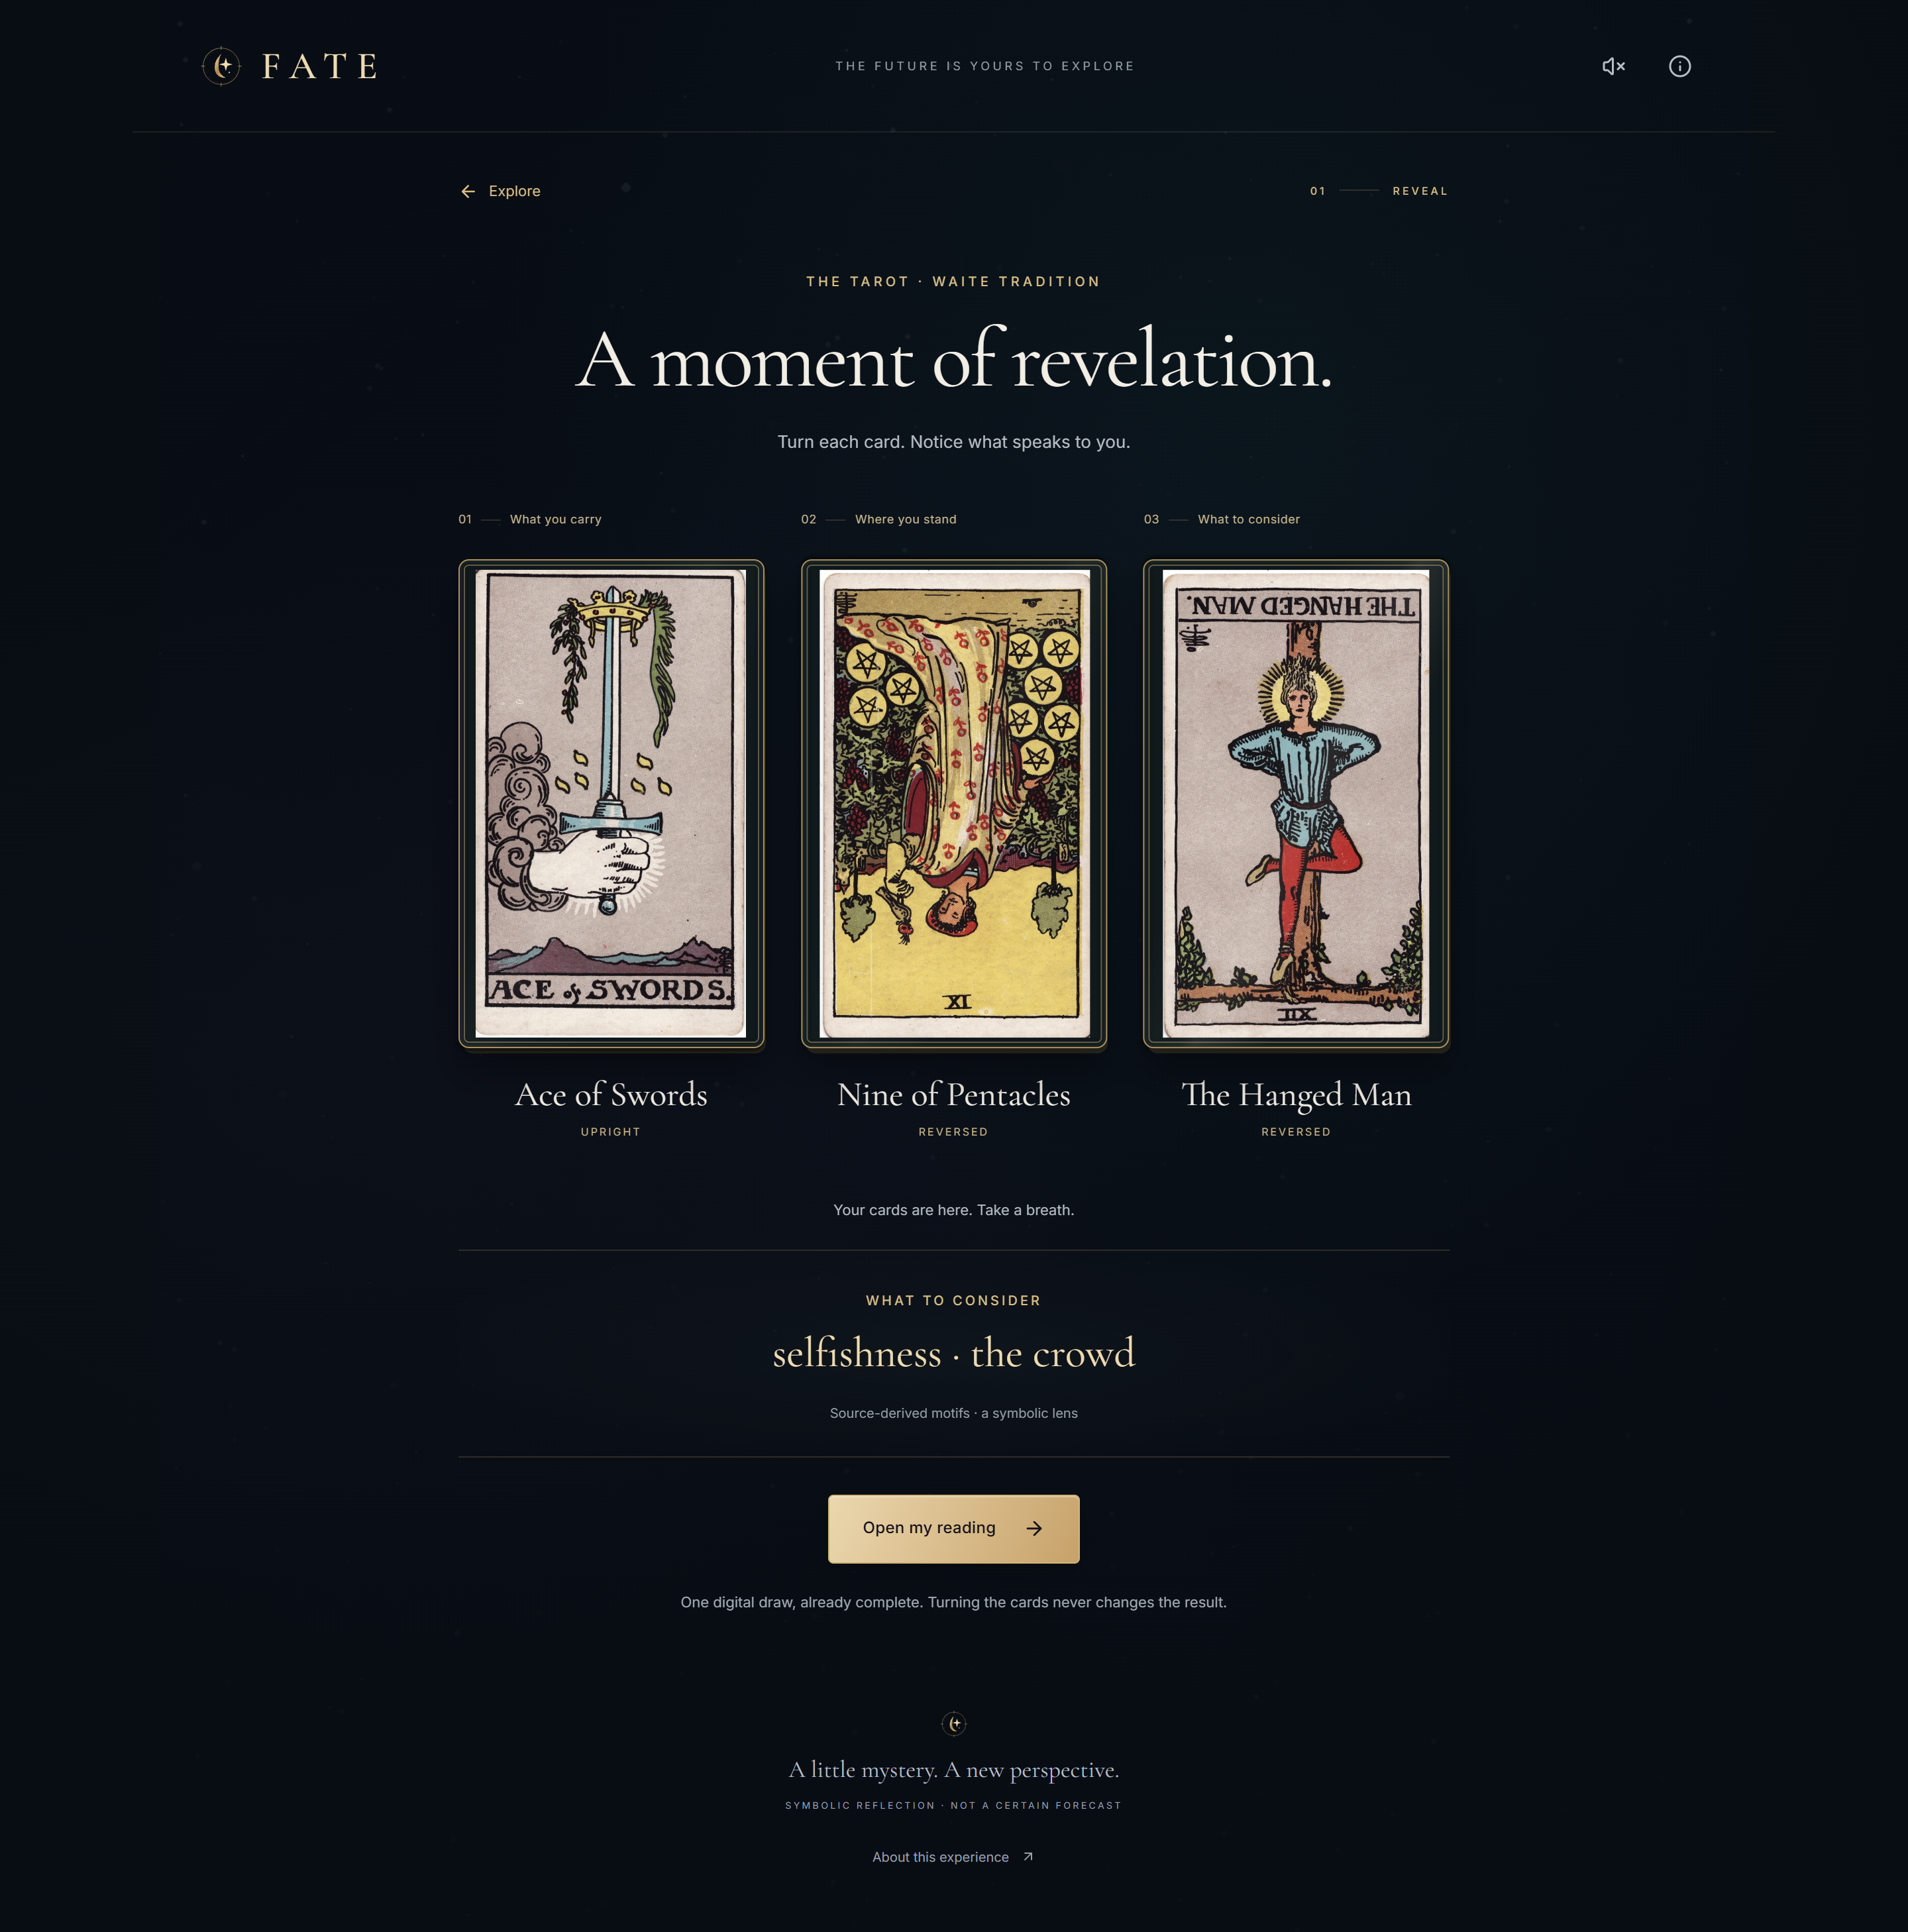 FATE
THE FUTURE IS YOURS TO EXPLORE
Explore
01 REVEAL
THE TAROT · WAITE TRADITION
A moment of revelation.
Turn each card. Notice what speaks to you.
01 What you carry
02 Where you stand
03 What to consider
ACE of SWORDS.
IX
THE HANGED MAN.
XII
Ace of Swords
UPRIGHT
Nine of Pentacles
REVERSED
The Hanged Man
REVERSED
Your cards are here. Take a breath.
WHAT TO CONSIDER
selfishness · the crowd
Source-derived motifs · a symbolic lens
Open my reading
One digital draw, already complete. Turning the cards never changes the result.
A little mystery. A new perspective.
SYMBOLIC REFLECTION · NOT A CERTAIN FORECAST
About this experience